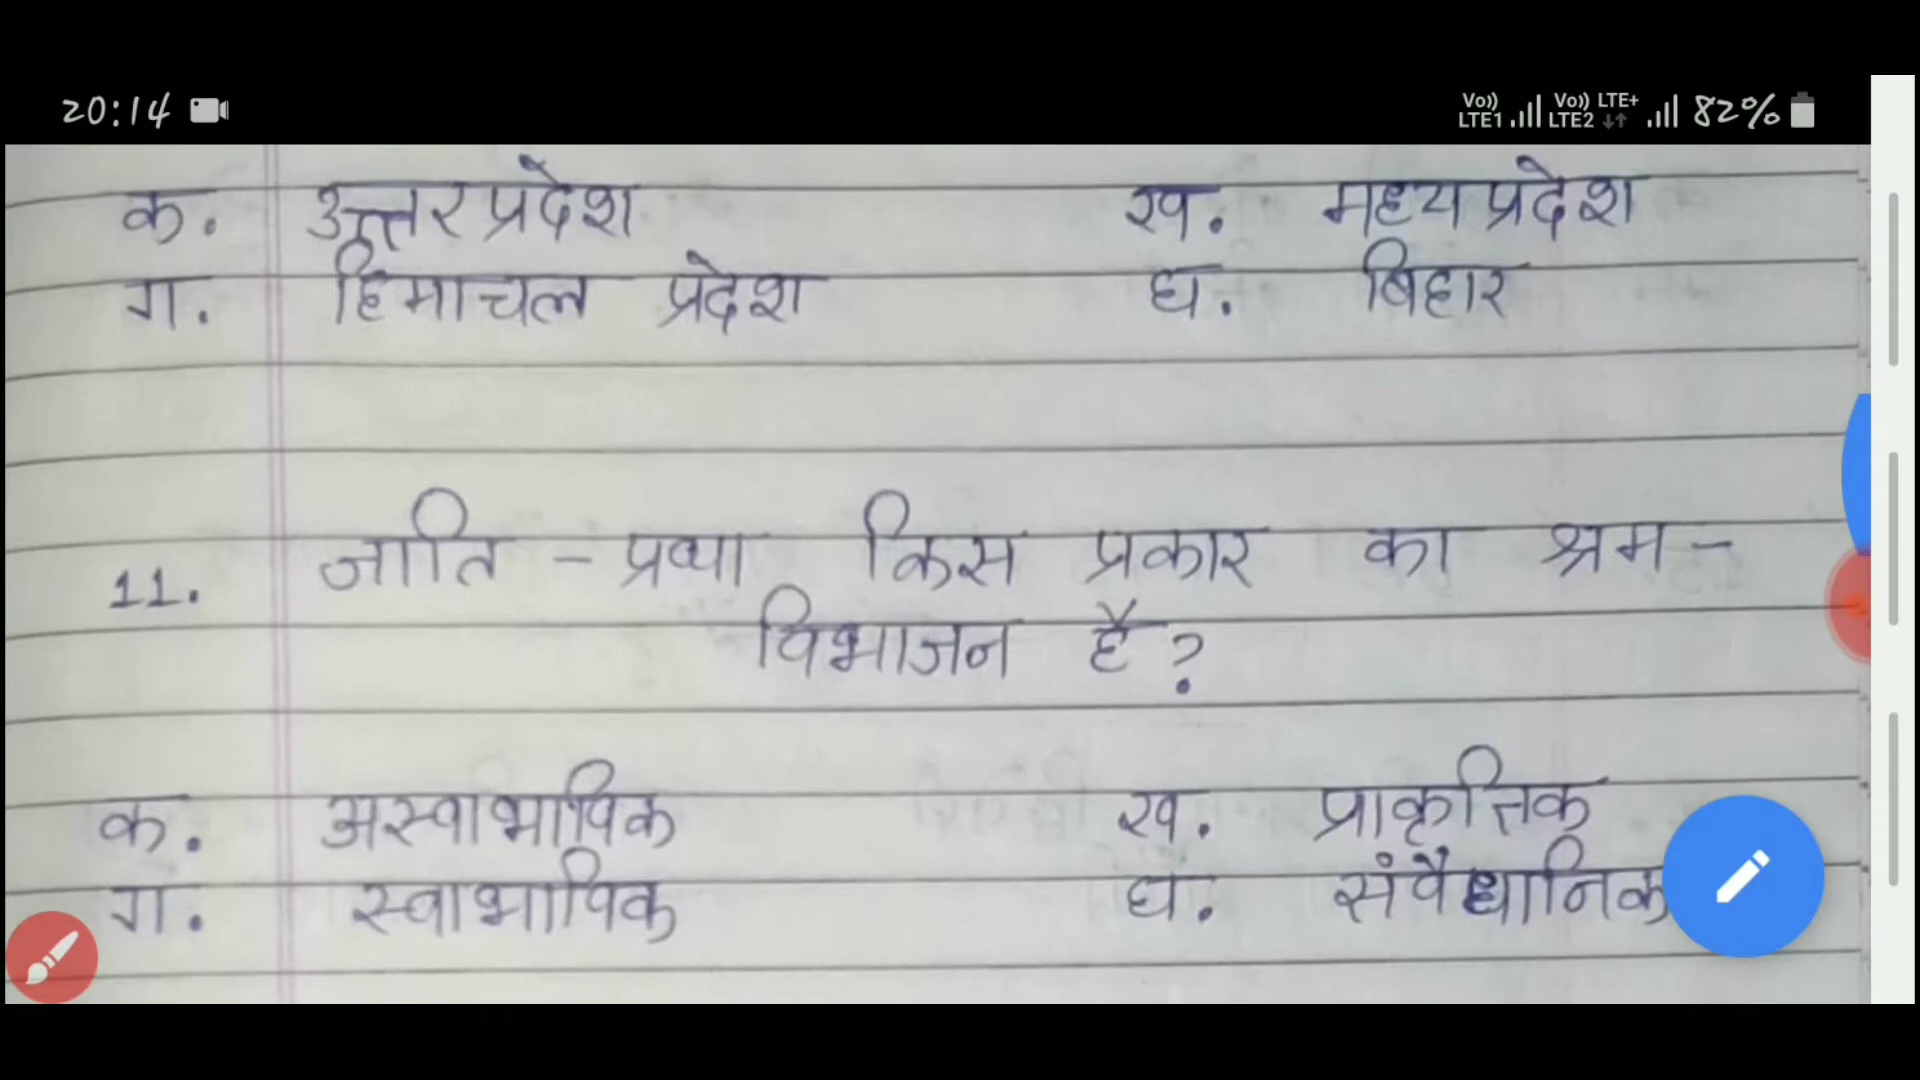 20:14 Vo)) LTE1 Vo)) LTE2 LTE+ 82%
क. उत्तरप्रदेश ख. मध्यप्रदेश
ग. हिमाचल प्रदेश घ. बिहार
11. जाति - प्रथा किस प्रकार का श्रम -
विभाजन है?
क. अस्वाभाविक ख. प्राकृतिक
ग. स्वाभाविक घ. संवैधानिक